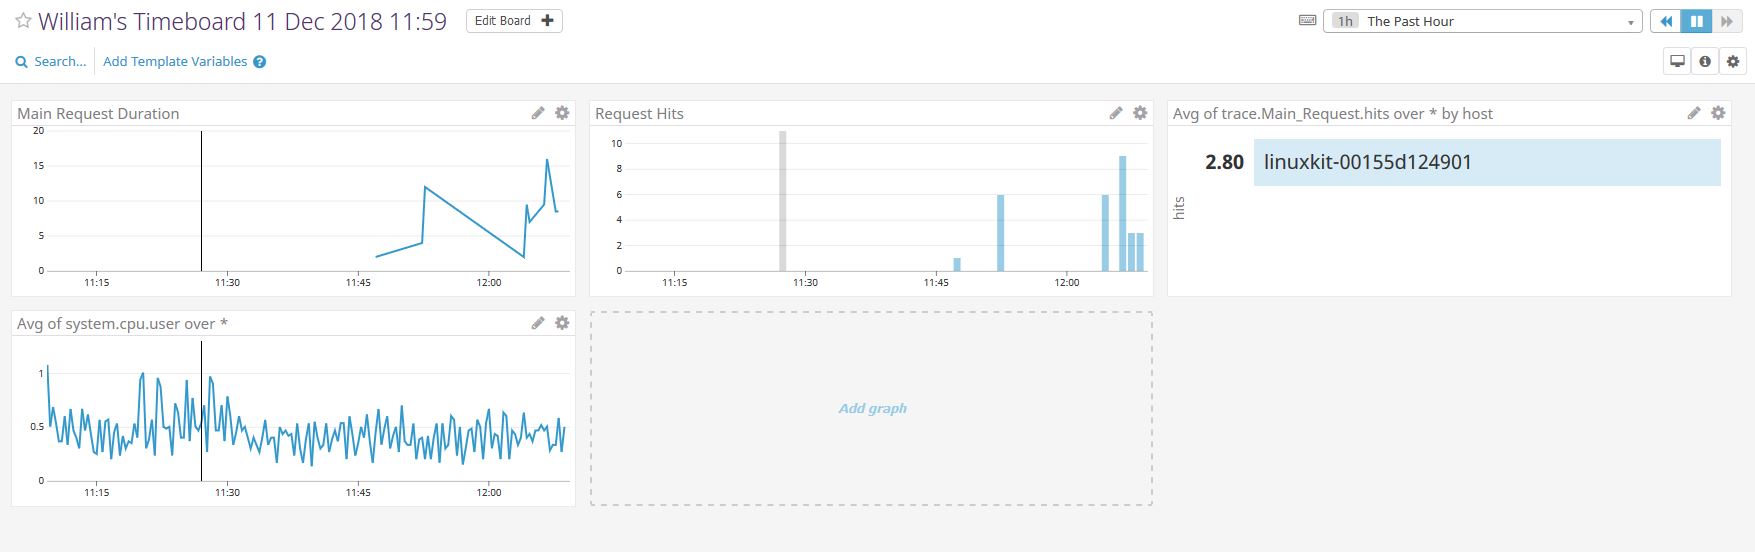 William's Timeboard 11 Dec 2018 11:59
Edit Board +
1h The Past Hour
Search...
Add Template Variables ?
Main Request Duration
20
15
10
5
0
11:15 11:30 11:45 12:00
Request Hits
10
8
6
4
2
0
11:15 11:30 11:45 12:00
Avg of trace.Main_Request.hits over * by host
2.80 linuxkit-00155d124901
hits
Avg of system.cpu.user over *
1
0.5
0
11:15 11:30 11:45 12:00
Add graph